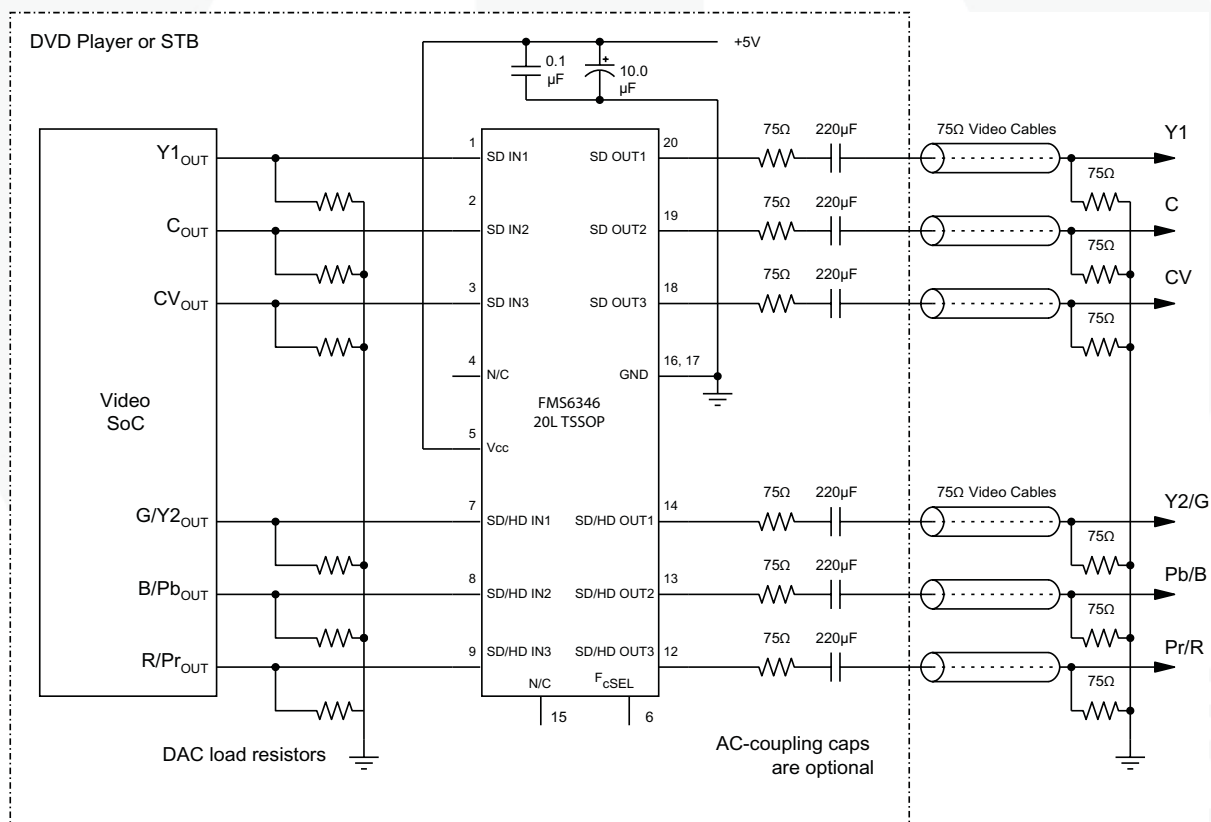 DVD Player or STB
+5V
0.1
µF
+
10.0
µF
Y1OUT
1
SD IN1
SD OUT1
20
75Ω
220µF
75Ω Video Cables
Y1
75Ω
2
COUT
SD IN2
SD OUT2
19
75Ω
220µF
C
75Ω
3
CVOUT
SD IN3
SD OUT3
18
75Ω
220µF
CV
75Ω
4
N/C
GND
16, 17
Video
SoC
FMS6346
20L TSSOP
5
Vcc
G/Y2OUT
7
SD/HD IN1
SD/HD OUT1
14
75Ω
220µF
75Ω Video Cables
Y2/G
75Ω
B/PbOUT
8
SD/HD IN2
SD/HD OUT2
13
75Ω
220µF
Pb/B
75Ω
R/PrOUT
9
SD/HD IN3
SD/HD OUT3
12
75Ω
220µF
Pr/R
75Ω
N/C
FcSEL
15
6
DAC load resistors
AC-coupling caps
are optional